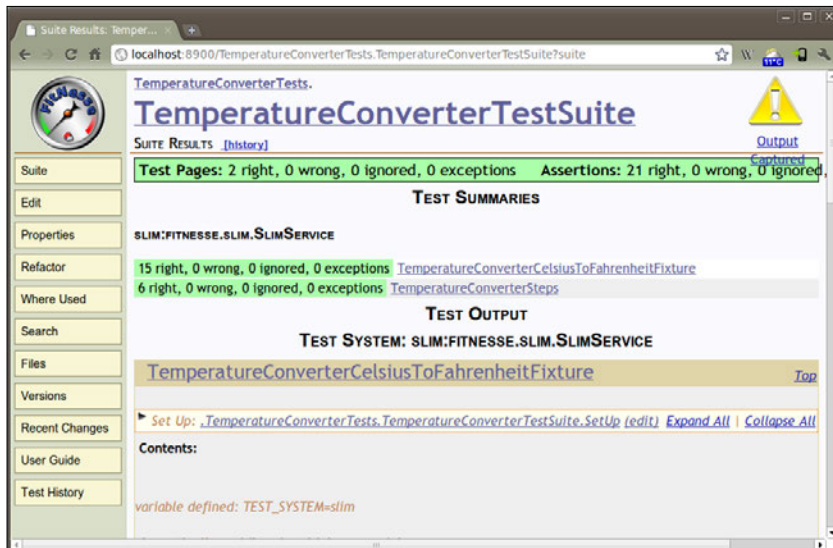 Suite Results: Temper...
localhost:8900/TemperatureConverterTests.TemperatureConverterTestSuite?suite
11°C
FitNesse
TemperatureConverterTests.
TemperatureConverterTestSuite
SUITE RESULTS [history]
Output
Captured
Suite
Edit
Properties
Refactor
Where Used
Search
Files
Versions
Recent Changes
User Guide
Test History
Test Pages: 2 right, 0 wrong, 0 ignored, 0 exceptions Assertions: 21 right, 0 wrong, 0 ignored,
TEST SUMMARIES
SLIM:FITNESSE.SLIM.SLIMSERVICE
15 right, 0 wrong, 0 ignored, 0 exceptions TemperatureConverterCelsiusToFahrenheitFixture
6 right, 0 wrong, 0 ignored, 0 exceptions TemperatureConverterSteps
TEST OUTPUT
TEST SYSTEM: SLIM:FITNESSE.SLIM.SLIMSERVICE
TemperatureConverterCelsiusToFahrenheitFixture Top
Set Up: .TemperatureConverterTests.TemperatureConverterTestSuite.SetUp (edit) Expand All | Collapse All
Contents:
variable defined: TEST_SYSTEM=slim